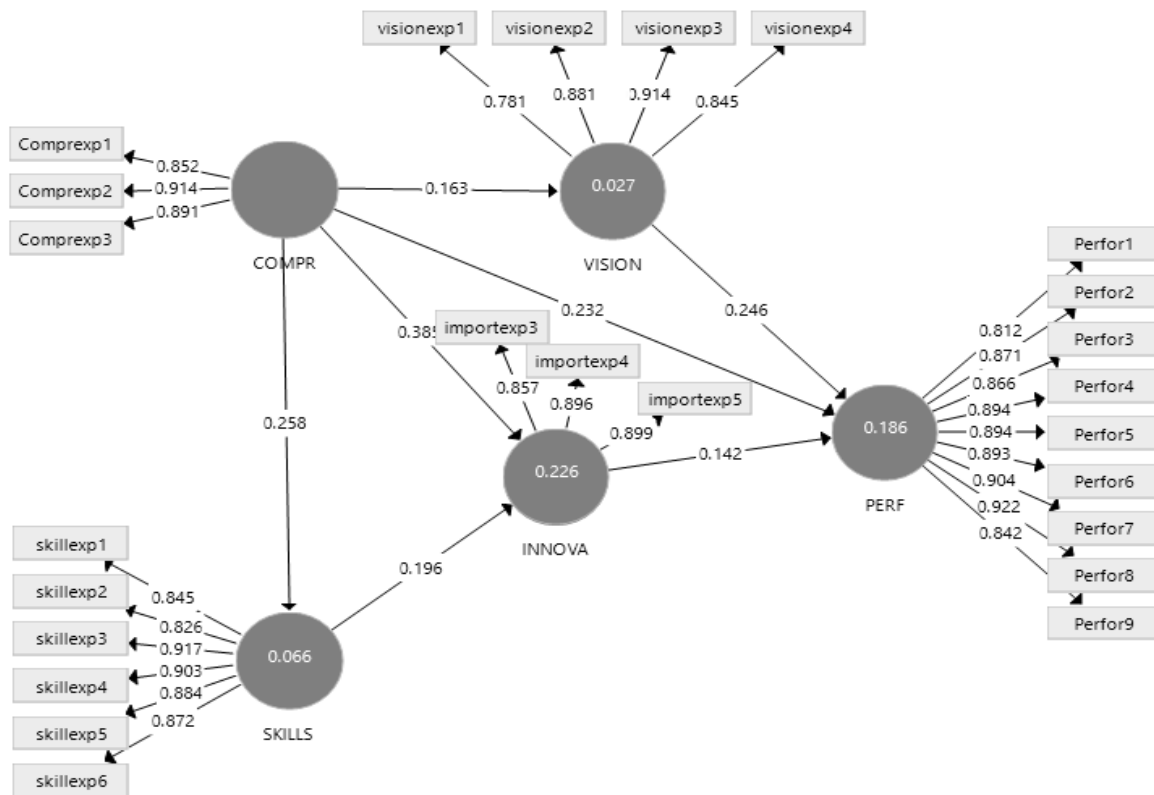 visionexp1 visionexp2 visionexp3 visionexp4
0.781 0.881 0.914 0.845
Comprexp1
Comprexp2
Comprexp3
0.852
0.914
0.891
COMPR
0.163
0.027
VISION
0.385
0.232
0.246
0.258
importexp3
importexp4
importexp5
0.857
0.896
0.899
0.226
INNOVA
0.142
0.196
0.186
PERF
0.812
0.871
0.866
0.894
0.894
0.893
0.904
0.922
0.842
Perfor1
Perfor2
Perfor3
Perfor4
Perfor5
Perfor6
Perfor7
Perfor8
Perfor9
skillexp1
skillexp2
skillexp3
skillexp4
skillexp5
skillexp6
0.845
0.826
0.917
0.903
0.884
0.872
0.066
SKILLS